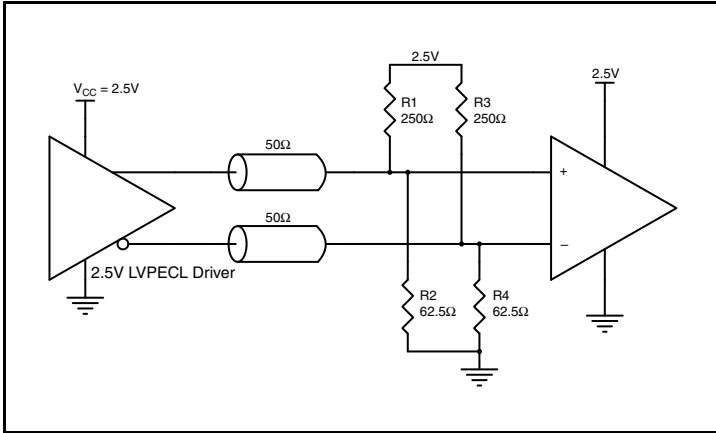 2.5V
V_CC = 2.5V
2.5V
R1
250Ω
R3
250Ω
50Ω
+
50Ω
–
2.5V LVPECL Driver
R2
62.5Ω
R4
62.5Ω